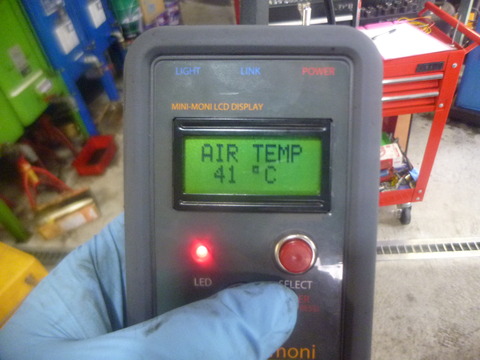 LIGHT LINK POWER
MINI-MONI LCD DISPLAY
AIR TEMP
41 °C
LED SELECT
moni